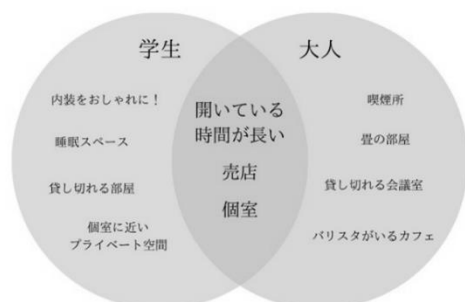 学生
内装をおしゃれに！
睡眠スペース
貸し切れる部屋
個室に近い
プライベート空間
開いている
時間が長い
売店
個室
大人
喫煙所
畳の部屋
貸し切れる会議室
バリスタがいるカフェ